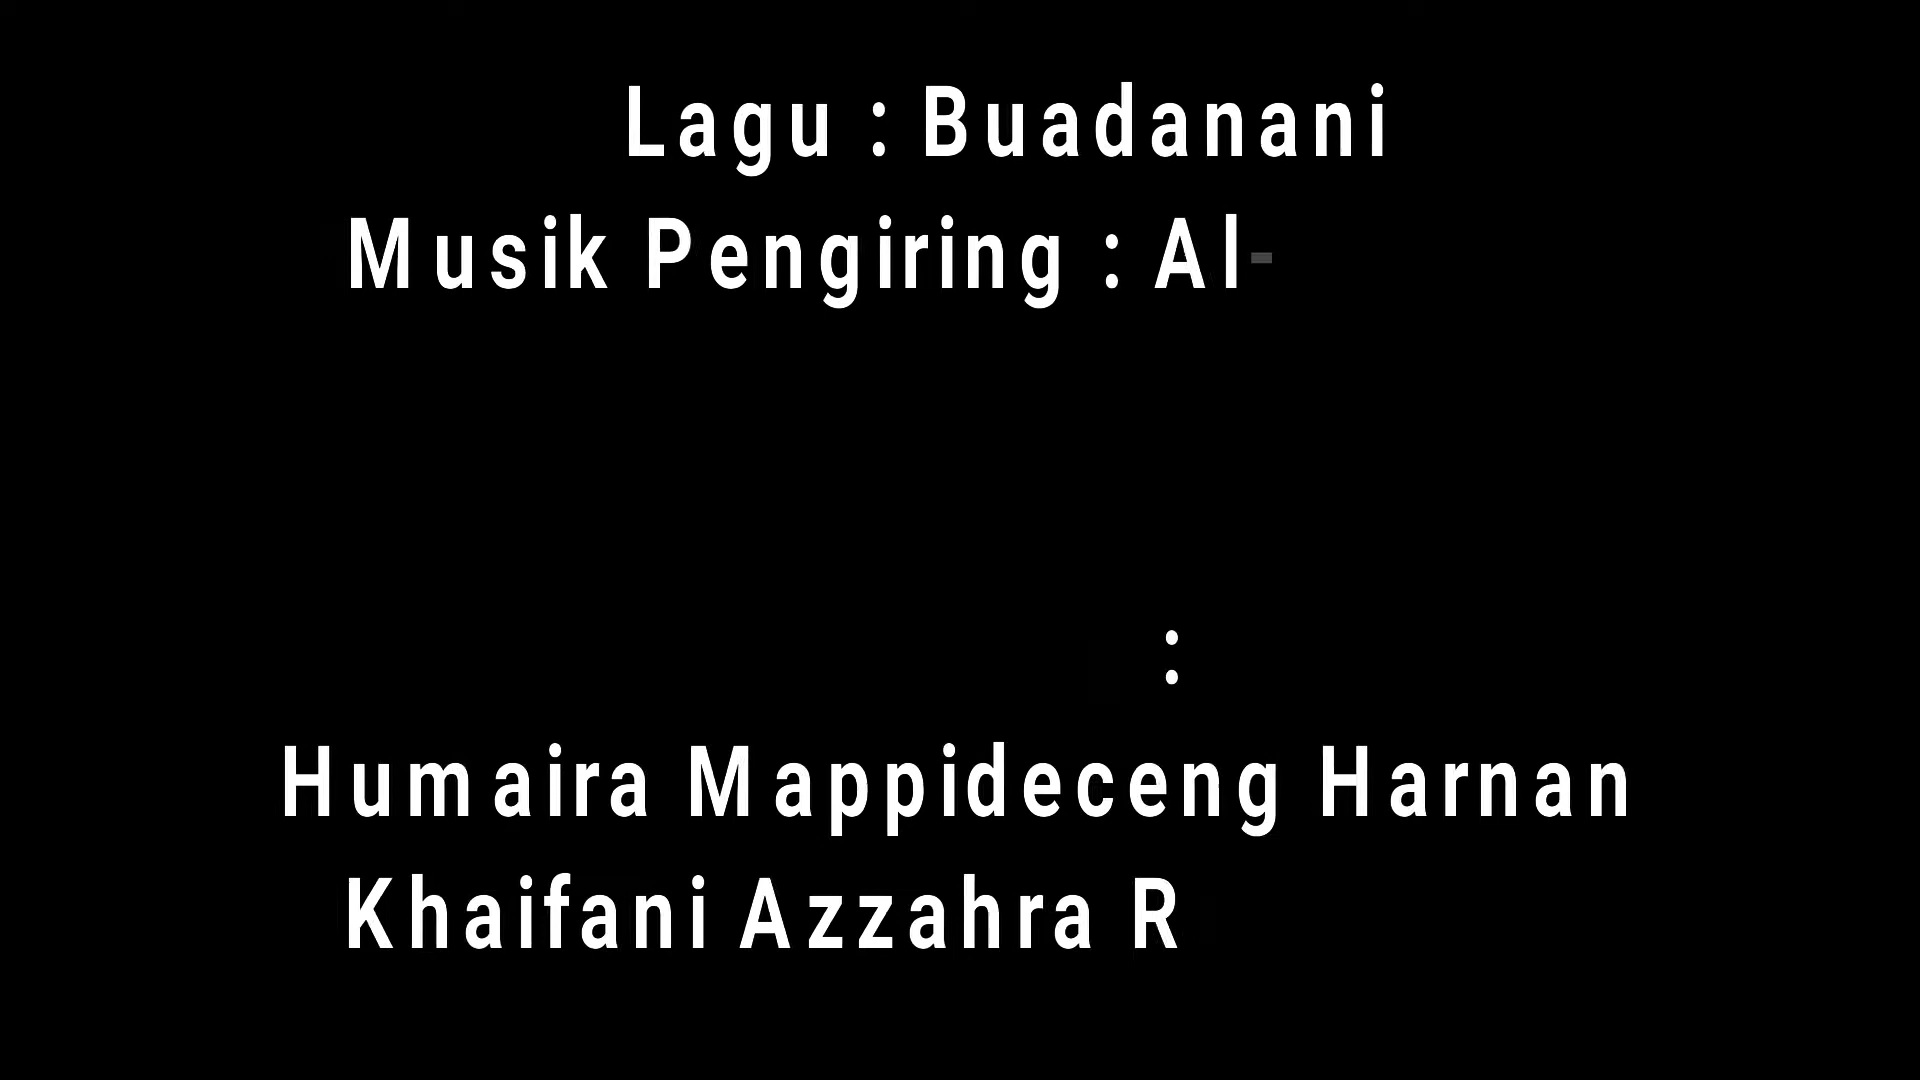 Lagu : Buadanani
Musik Pengiring : Al-
:
Humaira Mappideceng Harnan
Khaifani Azzahra R